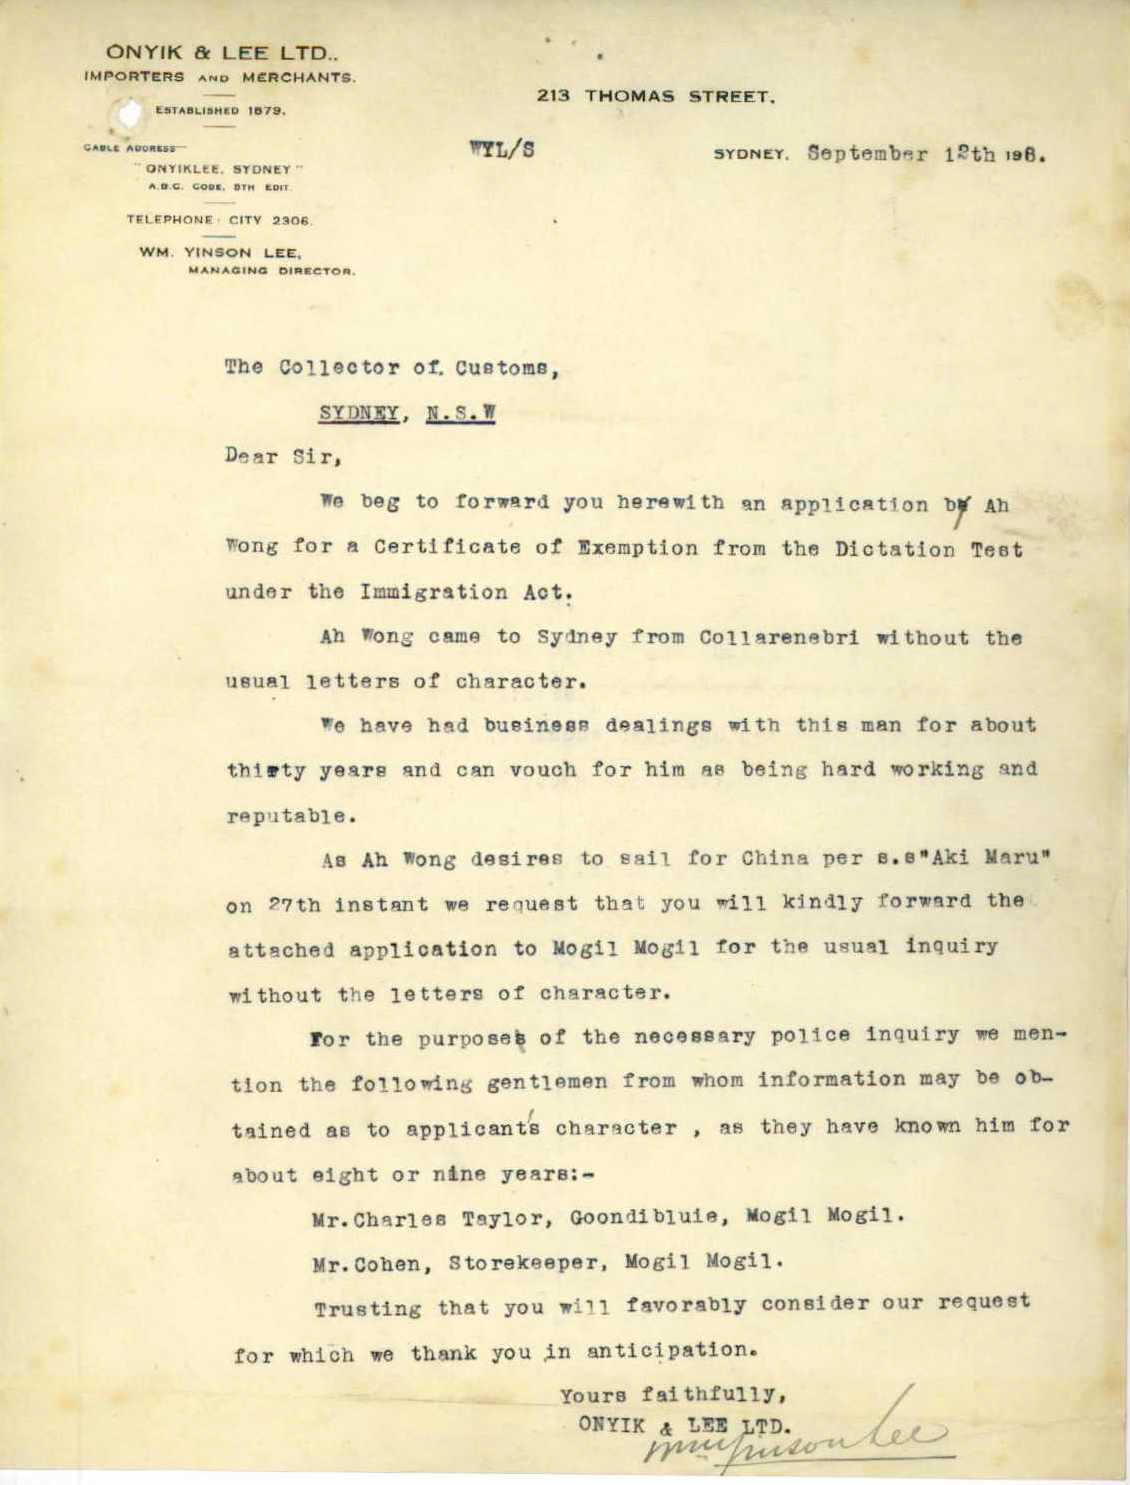 ONYIK & LEE LTD..
IMPORTERS AND MERCHANTS.
ESTABLISHED 1879.
CABLE ADDRESS—
"ONYIKLEE, SYDNEY"
A.B.C. CODE, 5TH EDIT.
TELEPHONE: CITY 2306.
WM. YINSON LEE,
MANAGING DIRECTOR.
213 THOMAS STREET,
WYL/S
SYDNEY, September 12th 1916.
The Collector of. Customs,
SYDNEY, N.S.W
Dear Sir,
We beg to forward you herewith an application by Ah
Wong for a Certificate of Exemption from the Dictation Test
under the Immigration Act.
Ah Wong came to Sydney from Collarenebri without the
usual letters of character.
We have had business dealings with this man for about
thirty years and can vouch for him as being hard working and
reputable.
As Ah Wong desires to sail for China per s.s"Aki Maru"
on 27th instant we request that you will kindly forward the
attached application to Mogil Mogil for the usual inquiry
without the letters of character.
For the purposes of the necessary police inquiry we men-
tion the following gentlemen from whom information may be ob-
tained as to applicant's character , as they have known him for
about eight or nine years:-
Mr.Charles Taylor, Goondibluie, Mogil Mogil.
Mr.Cohen, Storekeeper, Mogil Mogil.
Trusting that you will favorably consider our request
for which we thank you in anticipation.
Yours faithfully,
ONYIK & LEE LTD.
Wm Yinson Lee